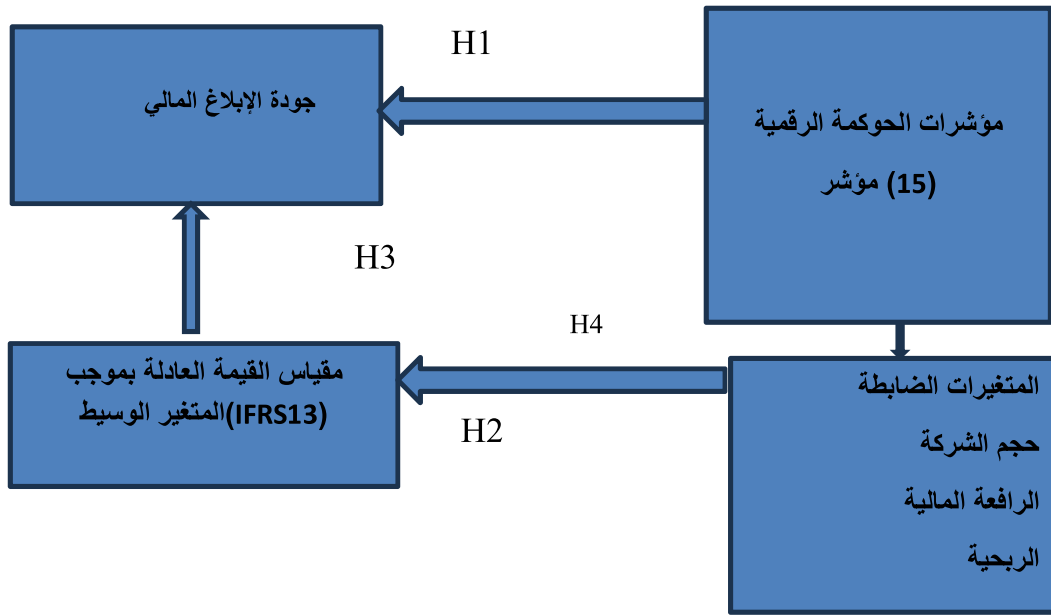 H1
جودة الإبلاغ المالي
مؤشرات الحوكمة الرقمية
(15) مؤشر
H3
H4
مقياس القيمة العادلة بموجب
(IFRS13)المتغير الوسيط
H2
المتغيرات الضابطة
حجم الشركة
الرافعة المالية
الربحية